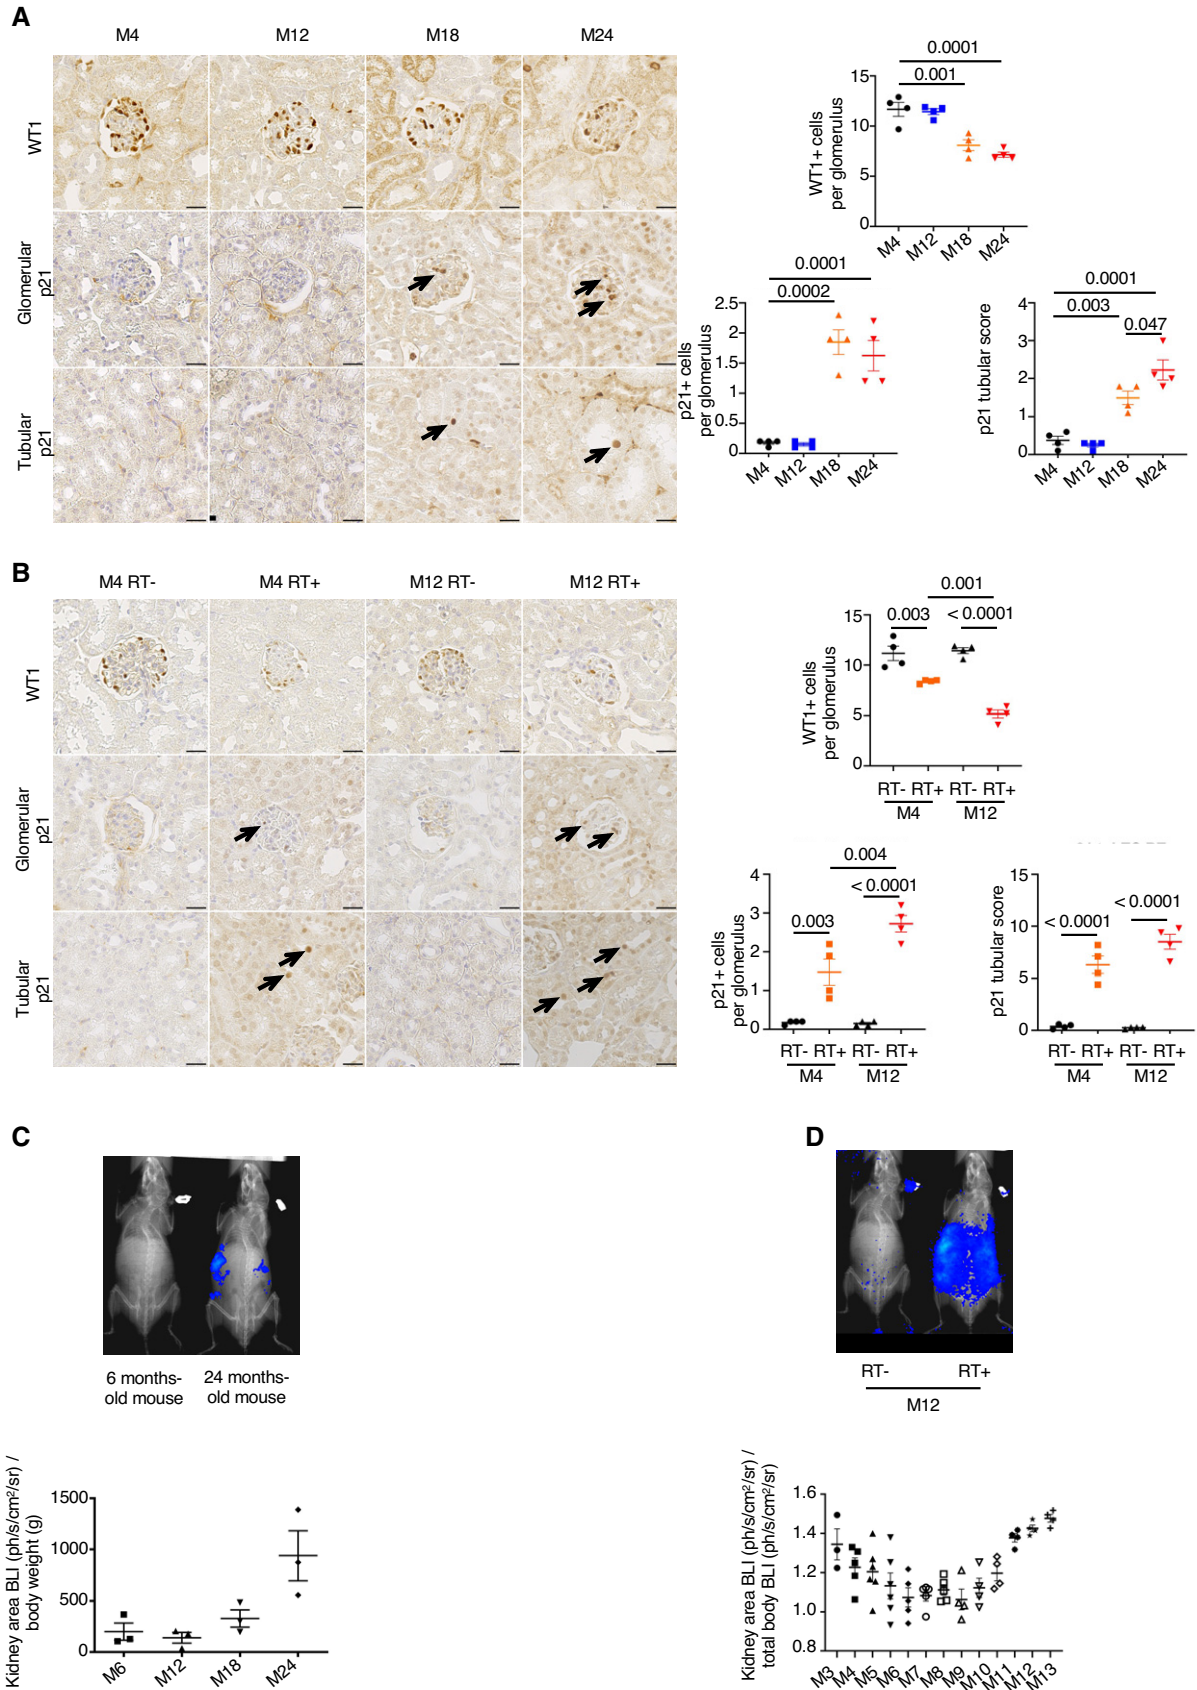 A
M4 M12 M18 M24
WT1
Glomerular
p21
Tubular
p21
0.0001
0.001
15
10
5
0
WT1+ cells
per glomerulus
M4 M12 M18 M24
0.0001
0.0002
2.5
2
1.5
1
0.5
0
p21+ cells
per glomerulus
M4 M12 M18 M24
0.0001
0.003
0.047
4
3
2
1
0
p21 tubular score
M4 M12 M18 M24
B
M4 RT- M4 RT+ M12 RT- M12 RT+
WT1
Glomerular
p21
Tubular
p21
0.001
0.003 < 0.0001
15
10
5
0
WT1+ cells
per glomerulus
RT- RT+ RT- RT+
M4 M12
0.004
< 0.0001
0.003
4
3
2
1
0
p21+ cells
per glomerulus
RT- RT+ RT- RT+
M4 M12
< 0.0001
< 0.0001
15
10
5
0
p21 tubular score
RT- RT+ RT- RT+
M4 M12
C
6 months-
old mouse
24 months-
old mouse
1500
1000
500
0
Kidney area BLI (ph/s/cm²/sr) /
body weight (g)
M6 M12 M18 M24
D
RT- RT+
M12
1.6
1.4
1.2
1.0
0.8
Kidney area BLI (ph/s/cm²/sr) /
total body BLI (ph/s/cm²/sr)
M3 M4 M5 M6 M7 M8 M9 M10 M11 M12 M13